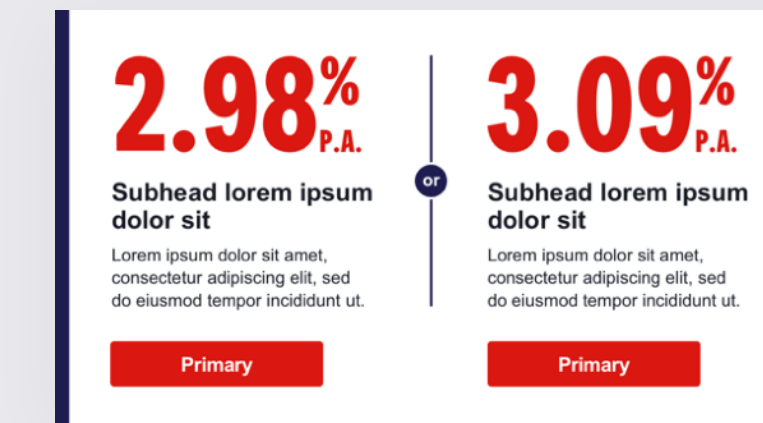 2.98% P.A.
Subhead lorem ipsum
dolor sit
Lorem ipsum dolor sit amet,
consectetur adipiscing elit, sed
do eiusmod tempor incididunt ut.
Primary
or
3.09% P.A.
Subhead lorem ipsum
dolor sit
Lorem ipsum dolor sit amet,
consectetur adipiscing elit, sed
do eiusmod tempor incididunt ut.
Primary